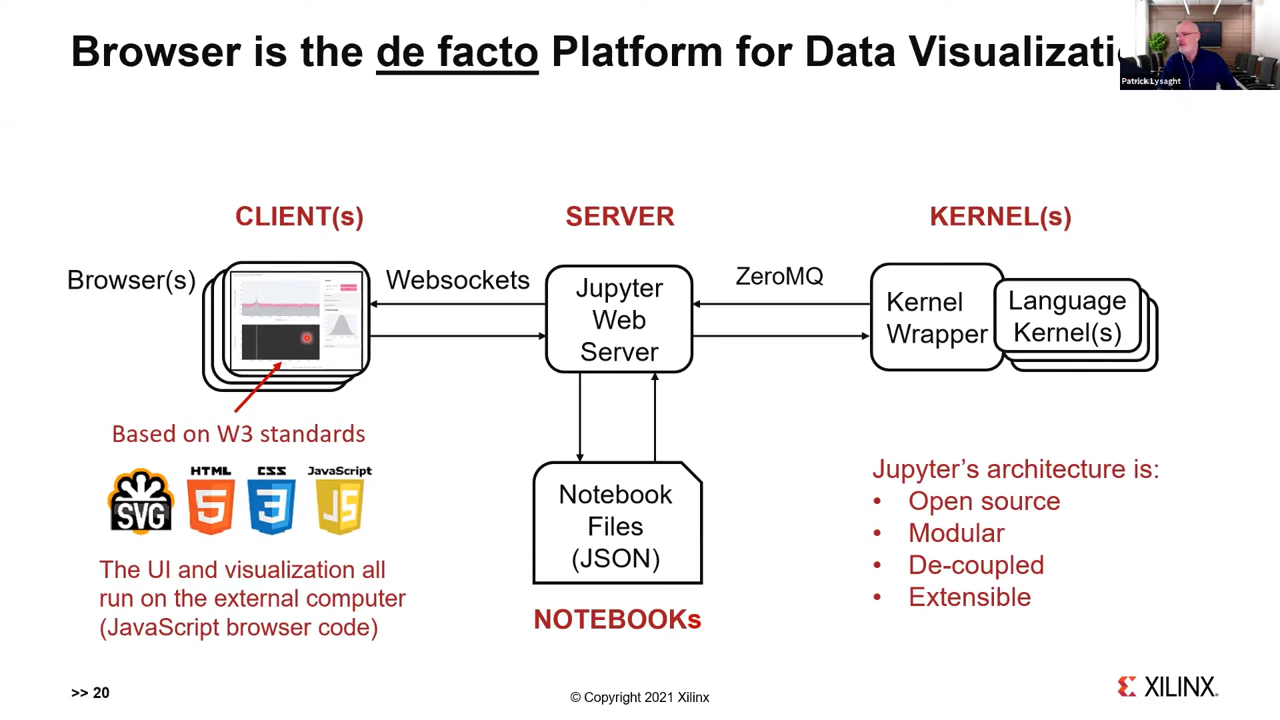 Browser is the de facto Platform for Data Visualizati
Patrick Lysaght
CLIENT(s)
SERVER
KERNEL(s)
Browser(s)
Websockets
Jupyter
Web
Server
ZeroMQ
Kernel
Wrapper
Language
Kernel(s)
Based on W3 standards
SVG
HTML
5
CSS
3
JavaScript
JS
The UI and visualization all
run on the external computer
(JavaScript browser code)
Notebook
Files
(JSON)
NOTEBOOKs
Jupyter's architecture is:
• Open source
• Modular
• De-coupled
• Extensible
>> 20
© Copyright 2021 Xilinx
XILINX.